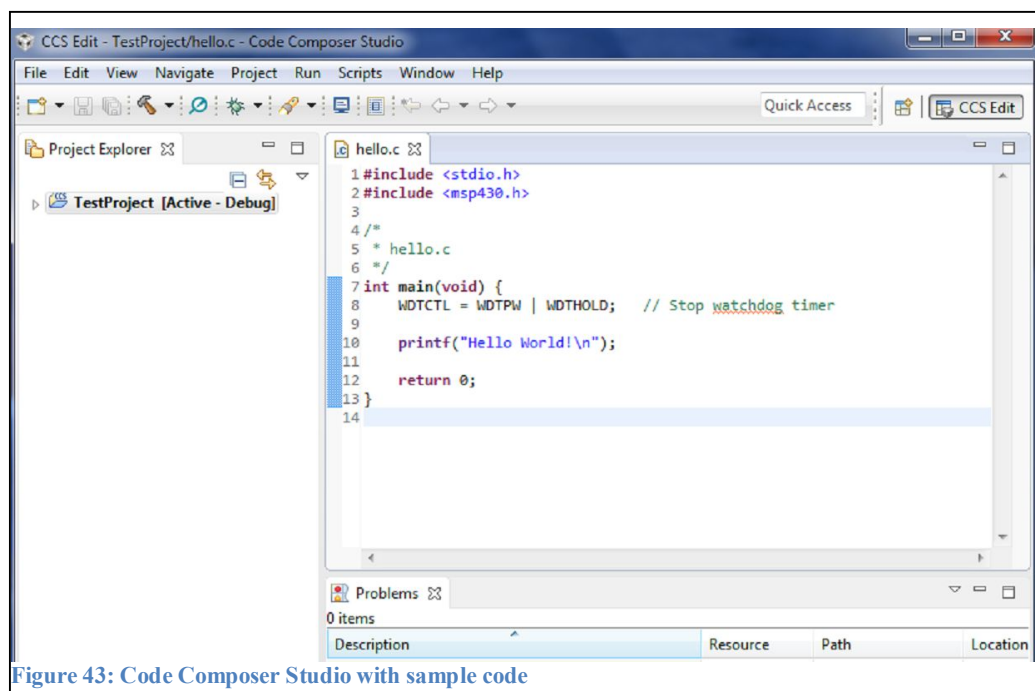 CCS Edit - TestProject/hello.c - Code Composer Studio
File Edit View Navigate Project Run Scripts Window Help
Quick Access
CCS Edit
Project Explorer
TestProject [Active - Debug]
hello.c
1 #include <stdio.h>
2 #include <msp430.h>
3
4 /*
5  * hello.c
6  */
7 int main(void) {
8     WDTCTL = WDTPW | WDTHOLD;   // Stop watchdog timer
9
10     printf("Hello World!\n");
11
12     return 0;
13 }
14
Problems
0 items
Description Resource Path Location
Figure 43: Code Composer Studio with sample code